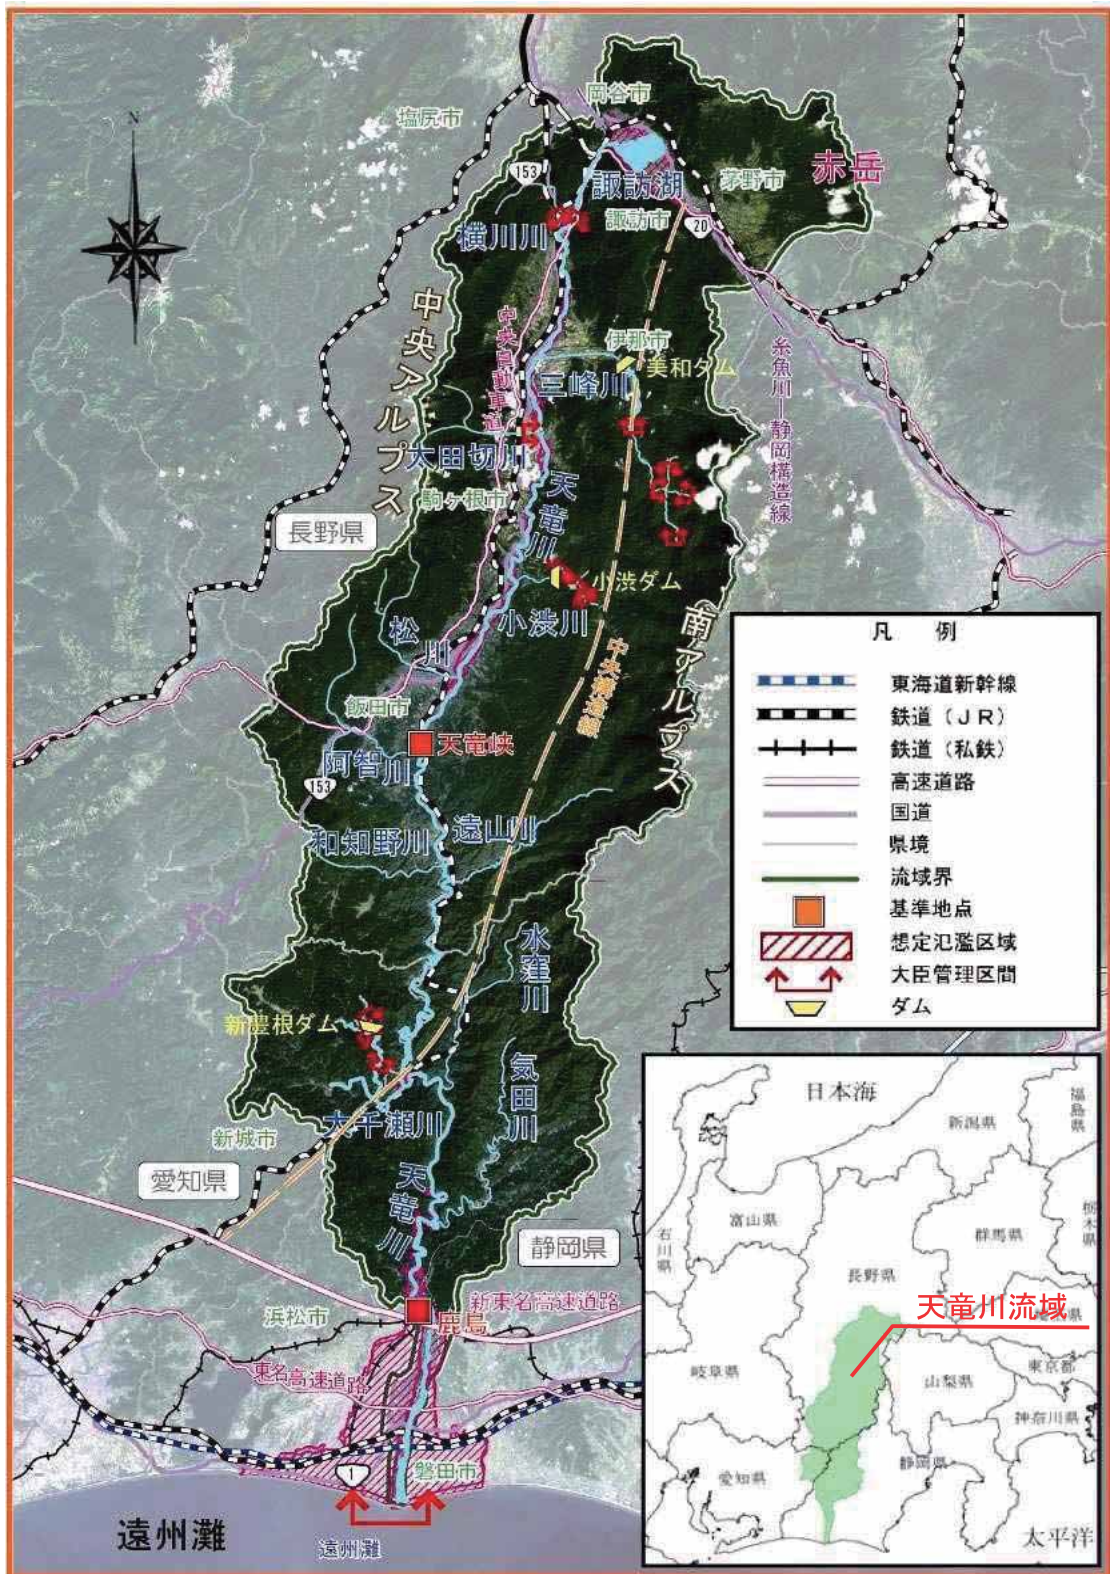 N
塩尻市
岡谷市
赤岳
153
諏訪湖
茅野市
諏訪市
20
横川川
中央アルプス
中央自動車道
伊那市
美和ダム
三峰川
糸魚川―静岡構造線
太田切川
駒ヶ根市
天竜川
長野県
小渋ダム
小渋川
南アルプス
松川
中央構造線
飯田市
天竜峡
阿智川
153
遠山川
和知野川
水窪川
新豊根ダム
気田川
大千瀬川
新城市
愛知県
天竜川
静岡県
浜松市
新東名高速道路
鹿島
東名高速道路
1
磐田市
遠州灘
遠州灘
凡 例
東海道新幹線
鉄道(JR)
鉄道(私鉄)
高速道路
国道
県境
流域界
基準地点
想定氾濫区域
大臣管理区間
ダム
日本海
福島県
新潟県
栃木県
富山県
群馬県
石川県
長野県
天竜川流域
岐阜県
山梨県
東京都
神奈川県
愛知県
静岡県
太平洋